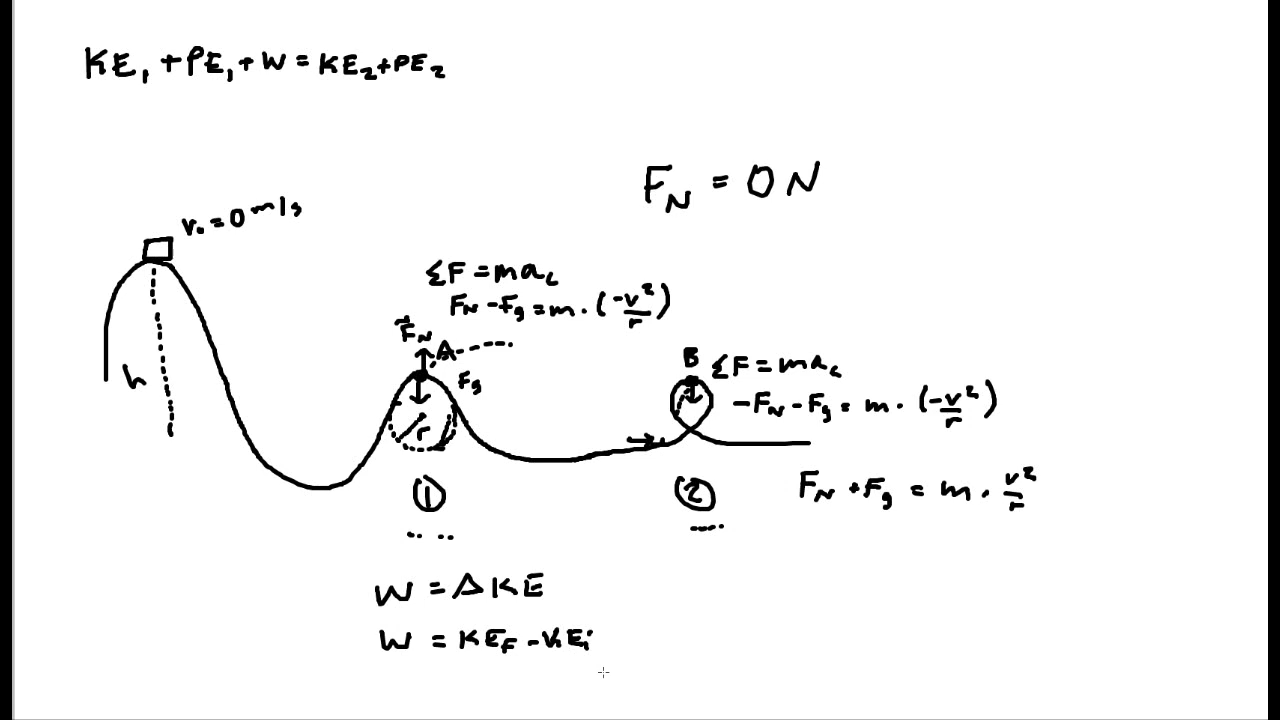 KE₁ + PE₁ + W = KE₂ + PE₂
F_N = 0 N
v₀ = 0 m/s
ΣF = ma_c
F_N - F_g = m · (-v²/r)
F_N
A
F_g
h
r
B
ΣF = ma_c
-F_N - F_g = m · (-v²/r)
F_N + F_g = m · v²/r
①
②
W = ΔKE
W = KE_F - KE_i